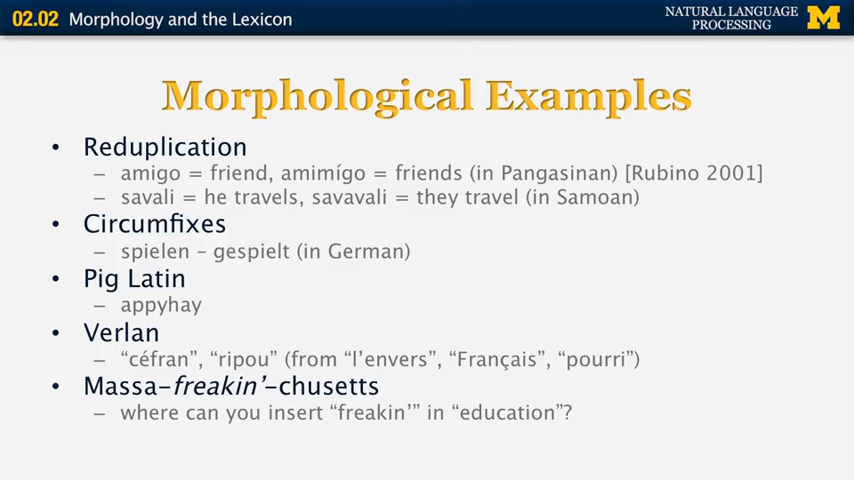 02.02 Morphology and the Lexicon
NATURAL LANGUAGE
PROCESSING
M
Morphological Examples
• Reduplication
– amigo = friend, amimígo = friends (in Pangasinan) [Rubino 2001]
– savali = he travels, savavali = they travel (in Samoan)
• Circumfixes
– spielen – gespielt (in German)
• Pig Latin
– appyhay
• Verlan
– “céfran”, “ripou” (from “l’envers”, “Français”, “pourri”)
• Massa-freakin’-chusetts
– where can you insert “freakin’” in “education”?